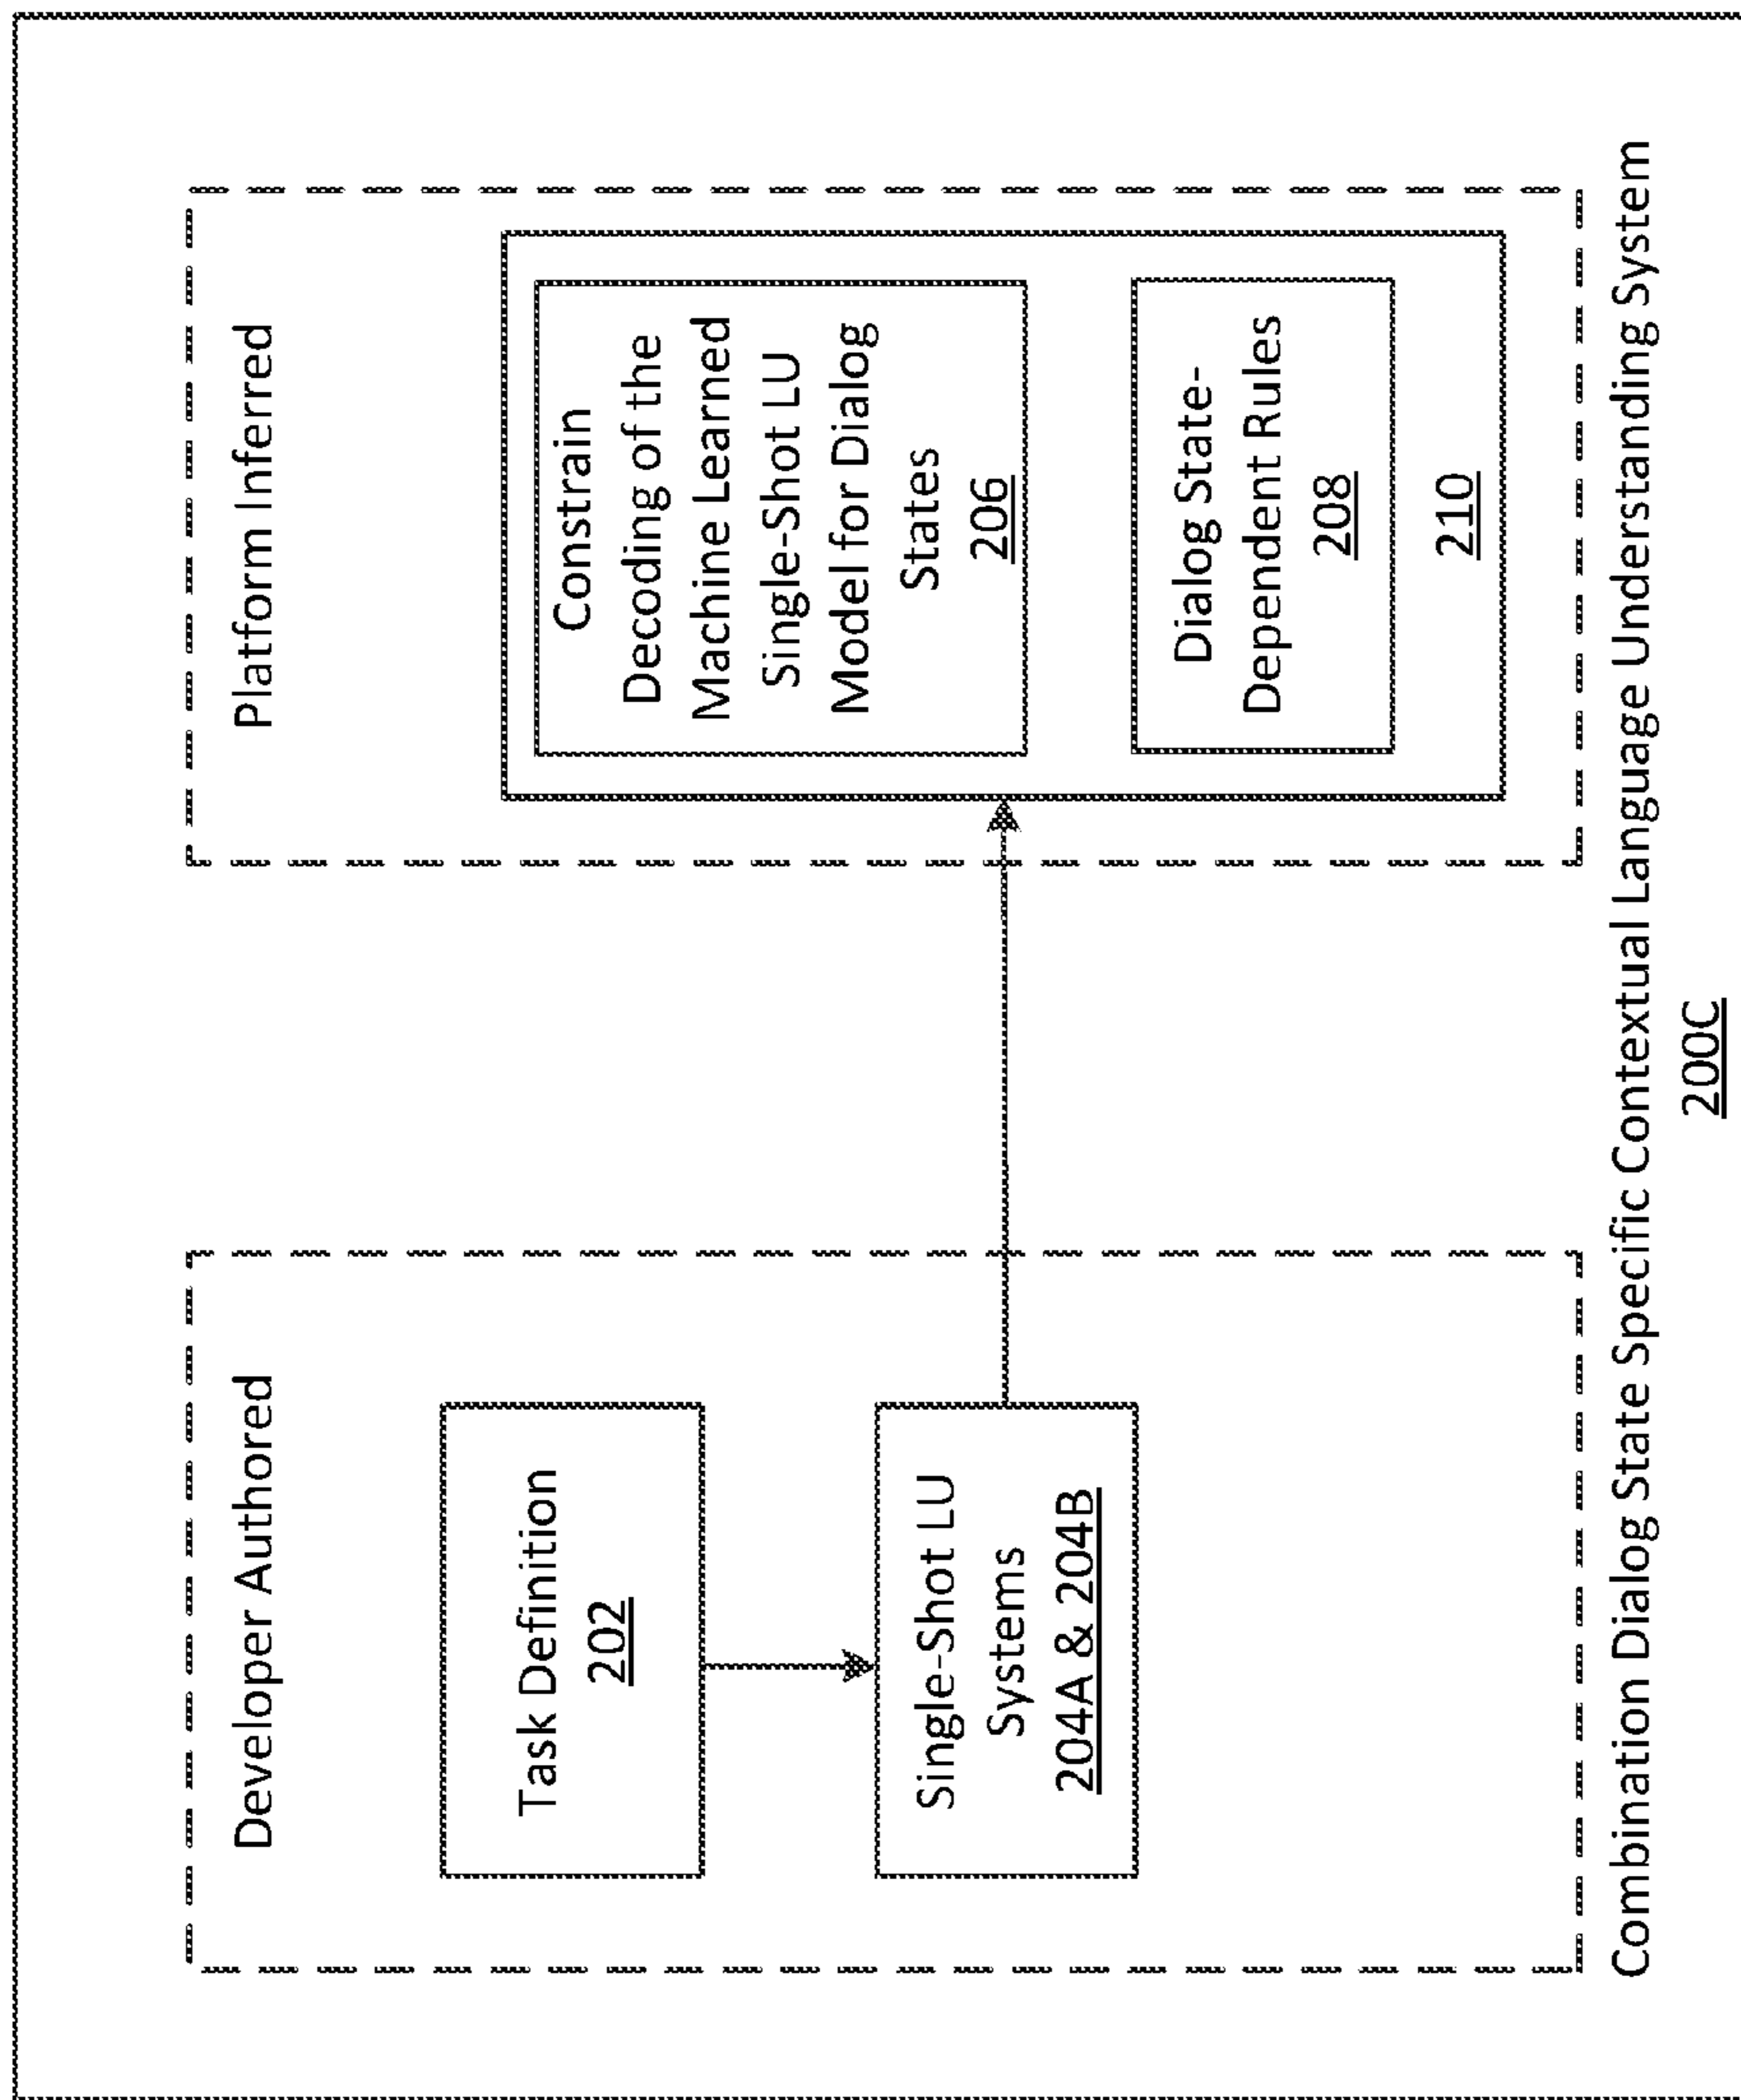 Developer Authored
Task Definition
202
Single-Shot LU
Systems
204A & 204B
Platform Inferred
Constrain
Decoding of the
Machine Learned
Single-Shot LU
Model for Dialog
States
206
Dialog State-
Dependent Rules
208
210
Combination Dialog State Specific Contextual Language Understanding System
200C